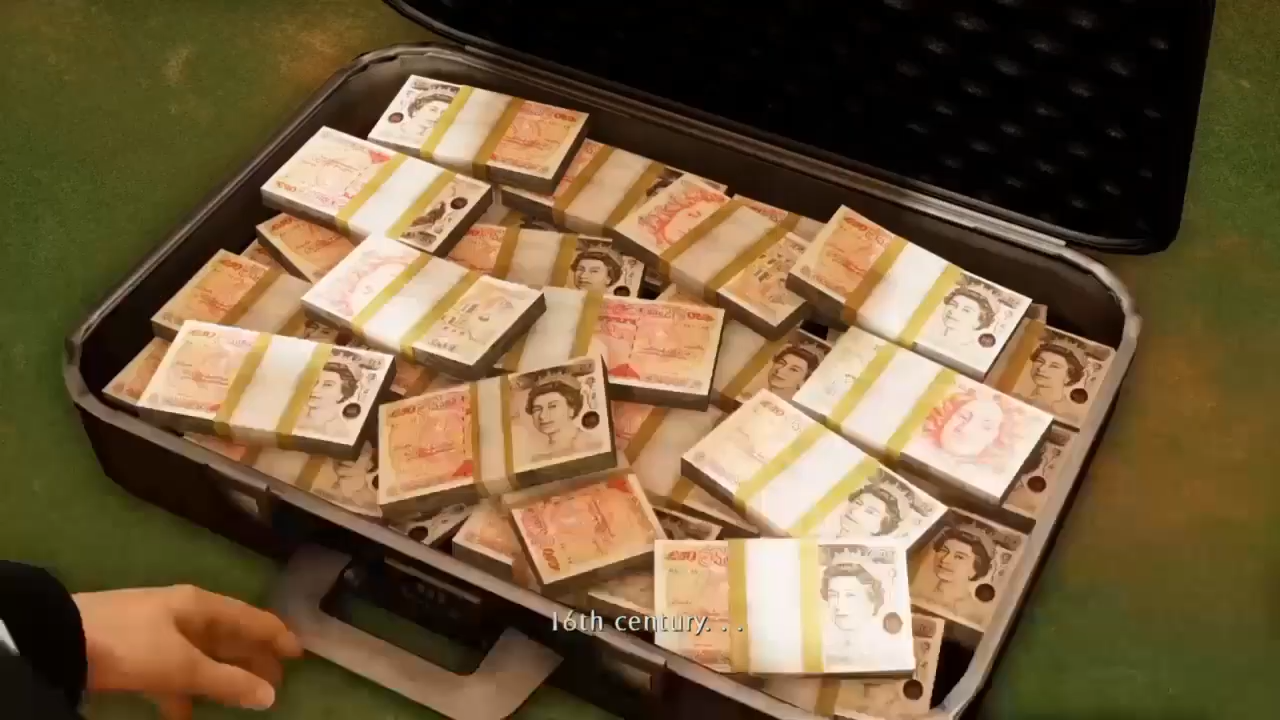 16th century. . .